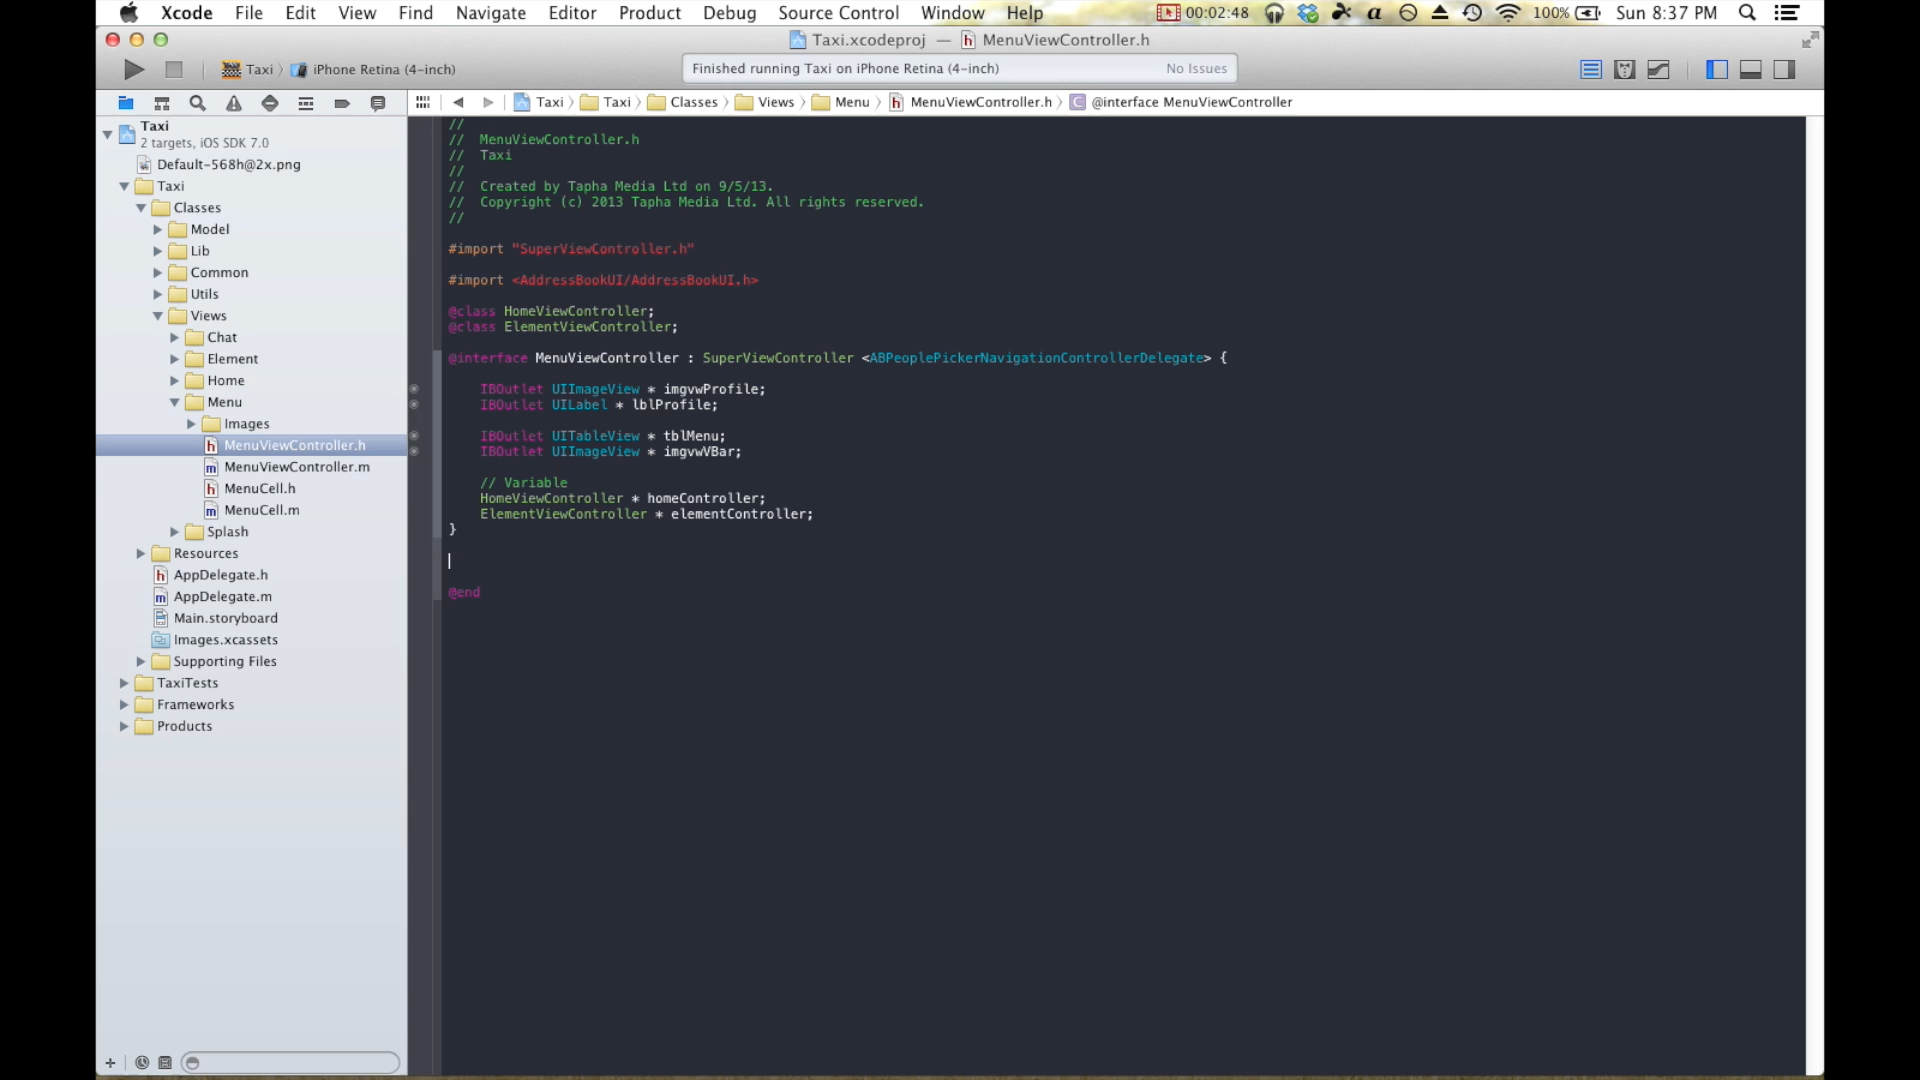 Xcode File Edit View Find Navigate Editor Product Debug Source Control Window Help 00:02:48 100% Sun 8:37 PM
Taxi.xcodeproj — MenuViewController.h
Taxi iPhone Retina (4-inch) Finished running Taxi on iPhone Retina (4-inch) No Issues
Taxi Taxi Classes Views Menu MenuViewController.h @interface MenuViewController
Taxi
2 targets, iOS SDK 7.0
Default-568h@2x.png
Taxi
Classes
Model
Lib
Common
Utils
Views
Chat
Element
Home
Menu
Images
MenuViewController.h
MenuViewController.m
MenuCell.h
MenuCell.m
Splash
Resources
AppDelegate.h
AppDelegate.m
Main.storyboard
Images.xcassets
Supporting Files
TaxiTests
Frameworks
Products
//
// MenuViewController.h
// Taxi
//
// Created by Tapha Media Ltd on 9/5/13.
// Copyright (c) 2013 Tapha Media Ltd. All rights reserved.
//
#import "SuperViewController.h"
#import <AddressBookUI/AddressBookUI.h>
@class HomeViewController;
@class ElementViewController;
@interface MenuViewController : SuperViewController <ABPeoplePickerNavigationControllerDelegate> {
IBOutlet UIImageView * imgvwProfile;
IBOutlet UILabel * lblProfile;
IBOutlet UITableView * tblMenu;
IBOutlet UIImageView * imgvwVBar;
// Variable
HomeViewController * homeController;
ElementViewController * elementController;
}
@end